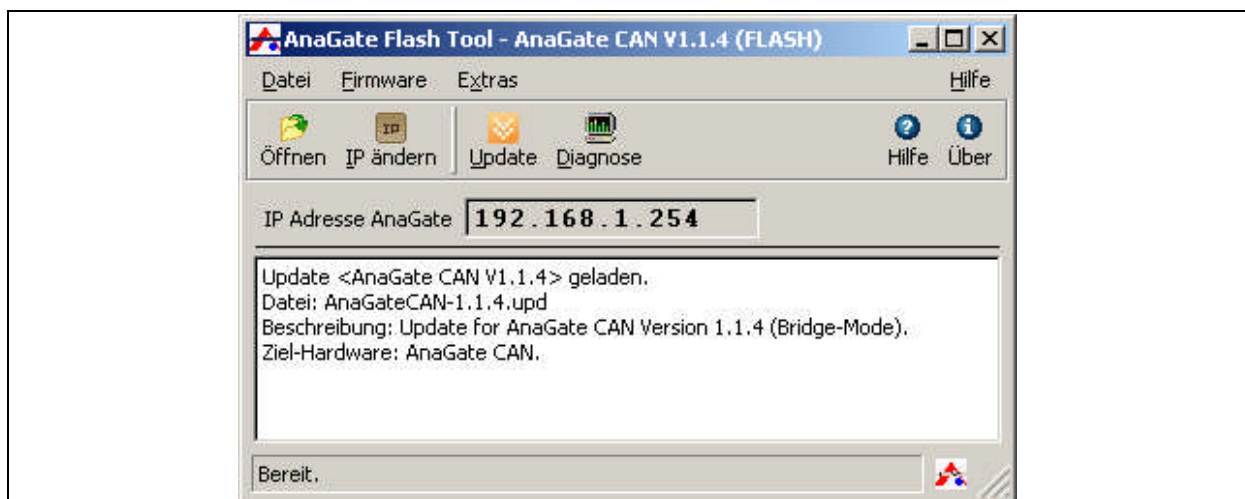 AnaGate Flash Tool - AnaGate CAN V1.1.4 (FLASH)
Datei Firmware Extras Hilfe
IP
Öffnen IP ändern Update Diagnose Hilfe Über
IP Adresse AnaGate 192.168.1.254
Update <AnaGate CAN V1.1.4> geladen.
Datei: AnaGateCAN-1.1.4.upd
Beschreibung: Update for AnaGate CAN Version 1.1.4 (Bridge-Mode).
Ziel-Hardware: AnaGate CAN.
Bereit.